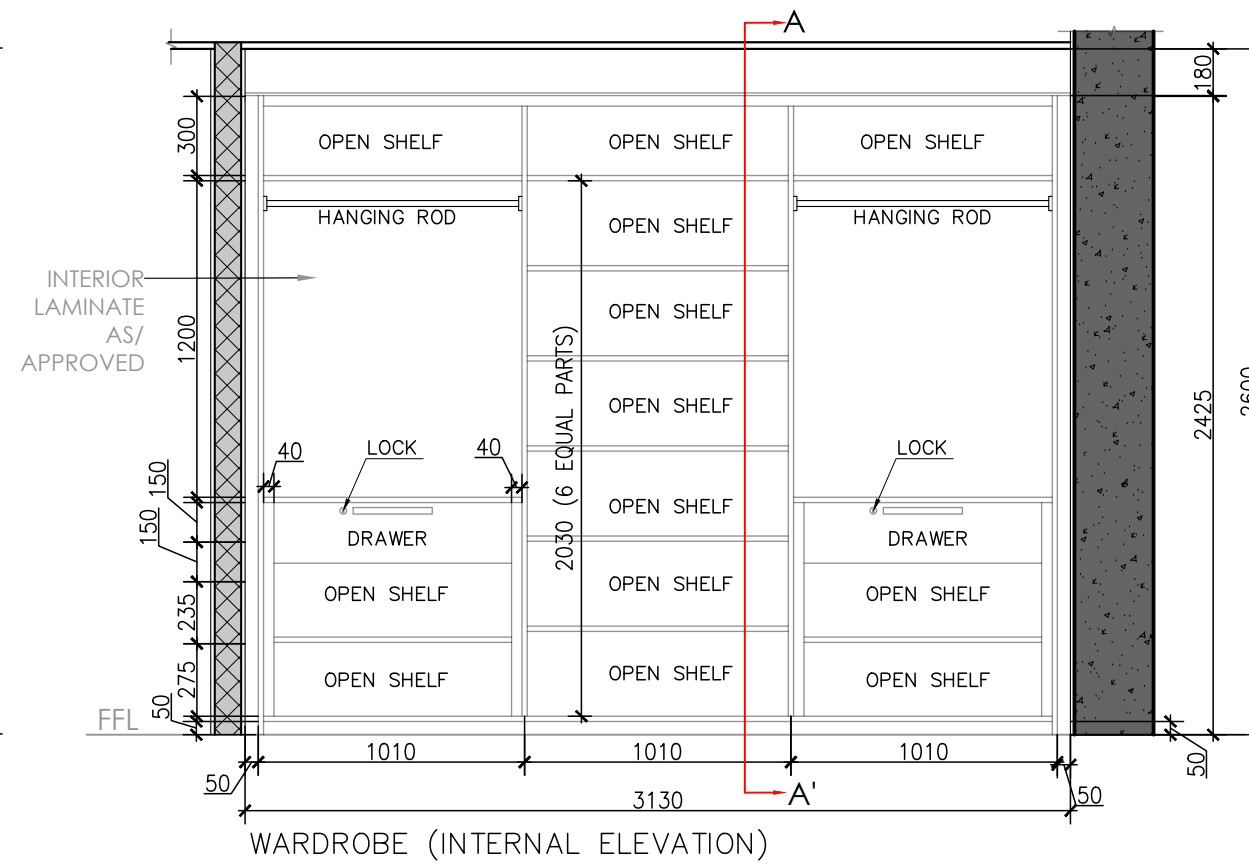 A
180
300
OPEN SHELF OPEN SHELF OPEN SHELF
HANGING ROD HANGING ROD
OPEN SHELF
INTERIOR
LAMINATE
AS/
APPROVED
1200
OPEN SHELF
2030 (6 EQUAL PARTS)
2425
2600
OPEN SHELF
40 40
LOCK LOCK
150
150
OPEN SHELF
DRAWER DRAWER
OPEN SHELF OPEN SHELF OPEN SHELF
235
275
OPEN SHELF OPEN SHELF OPEN SHELF
50
FFL
1010 1010 1010
50
50
50
A'
3130
WARDROBE (INTERNAL ELEVATION)